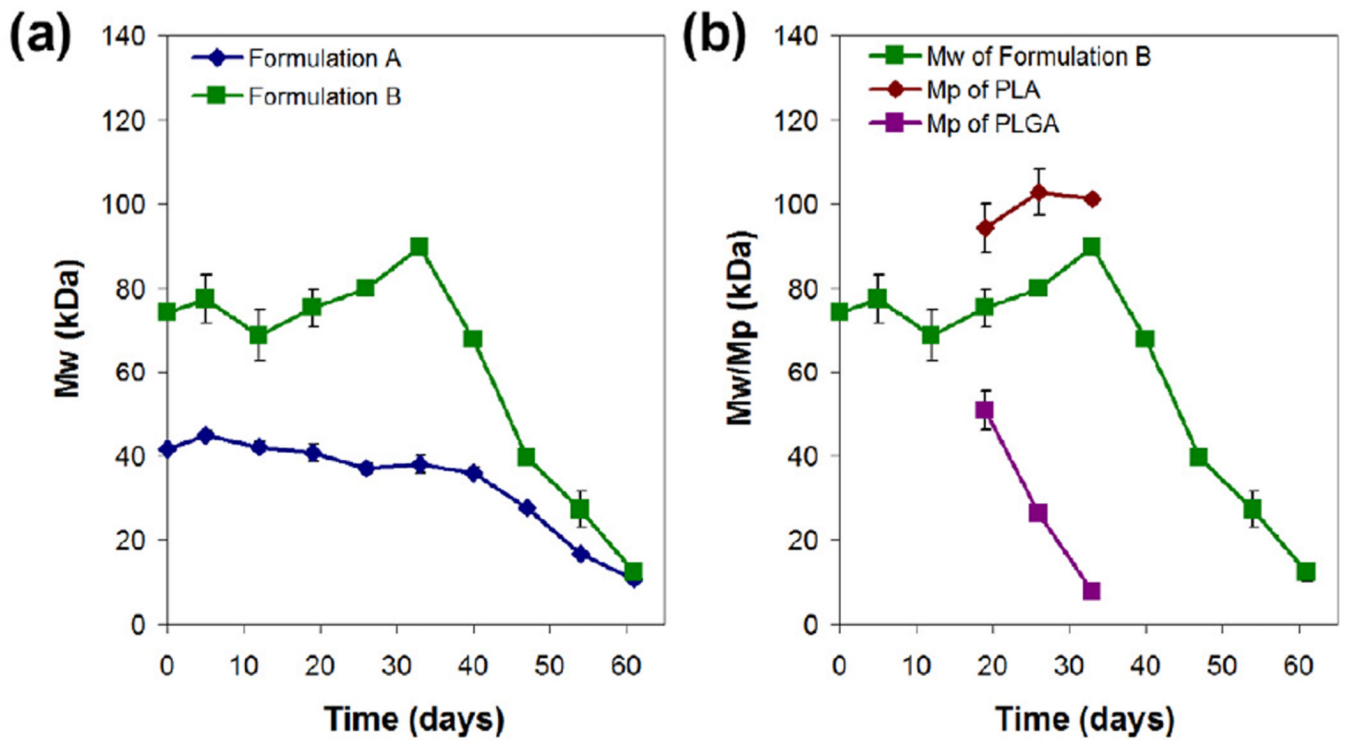 (a)
Formulation A
Formulation B
140
120
100
80
60
40
20
0
Mw (kDa)
0 10 20 30 40 50 60
Time (days)
(b)
Mw of Formulation B
Mp of PLA
Mp of PLGA
140
120
100
80
60
40
20
0
Mw/Mp (kDa)
0 10 20 30 40 50 60
Time (days)